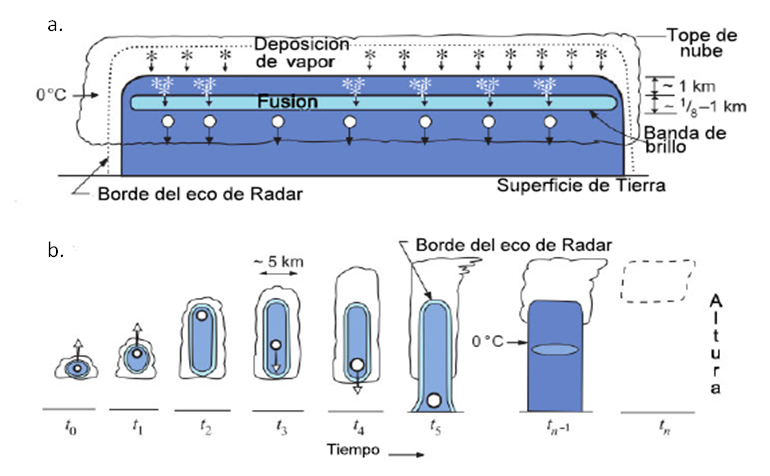 a.
Tope de
nube
Deposicion
de vapor
0°C
~ 1 km
Fusion
~ 1/8–1 km
Banda de
brillo
Borde del eco de Radar
Superficie de Tierra
b.
Borde del eco de Radar
~ 5 km
Altura
0°C
t0 t1 t2 t3 t4 t5 tn-1 tn
Tiempo